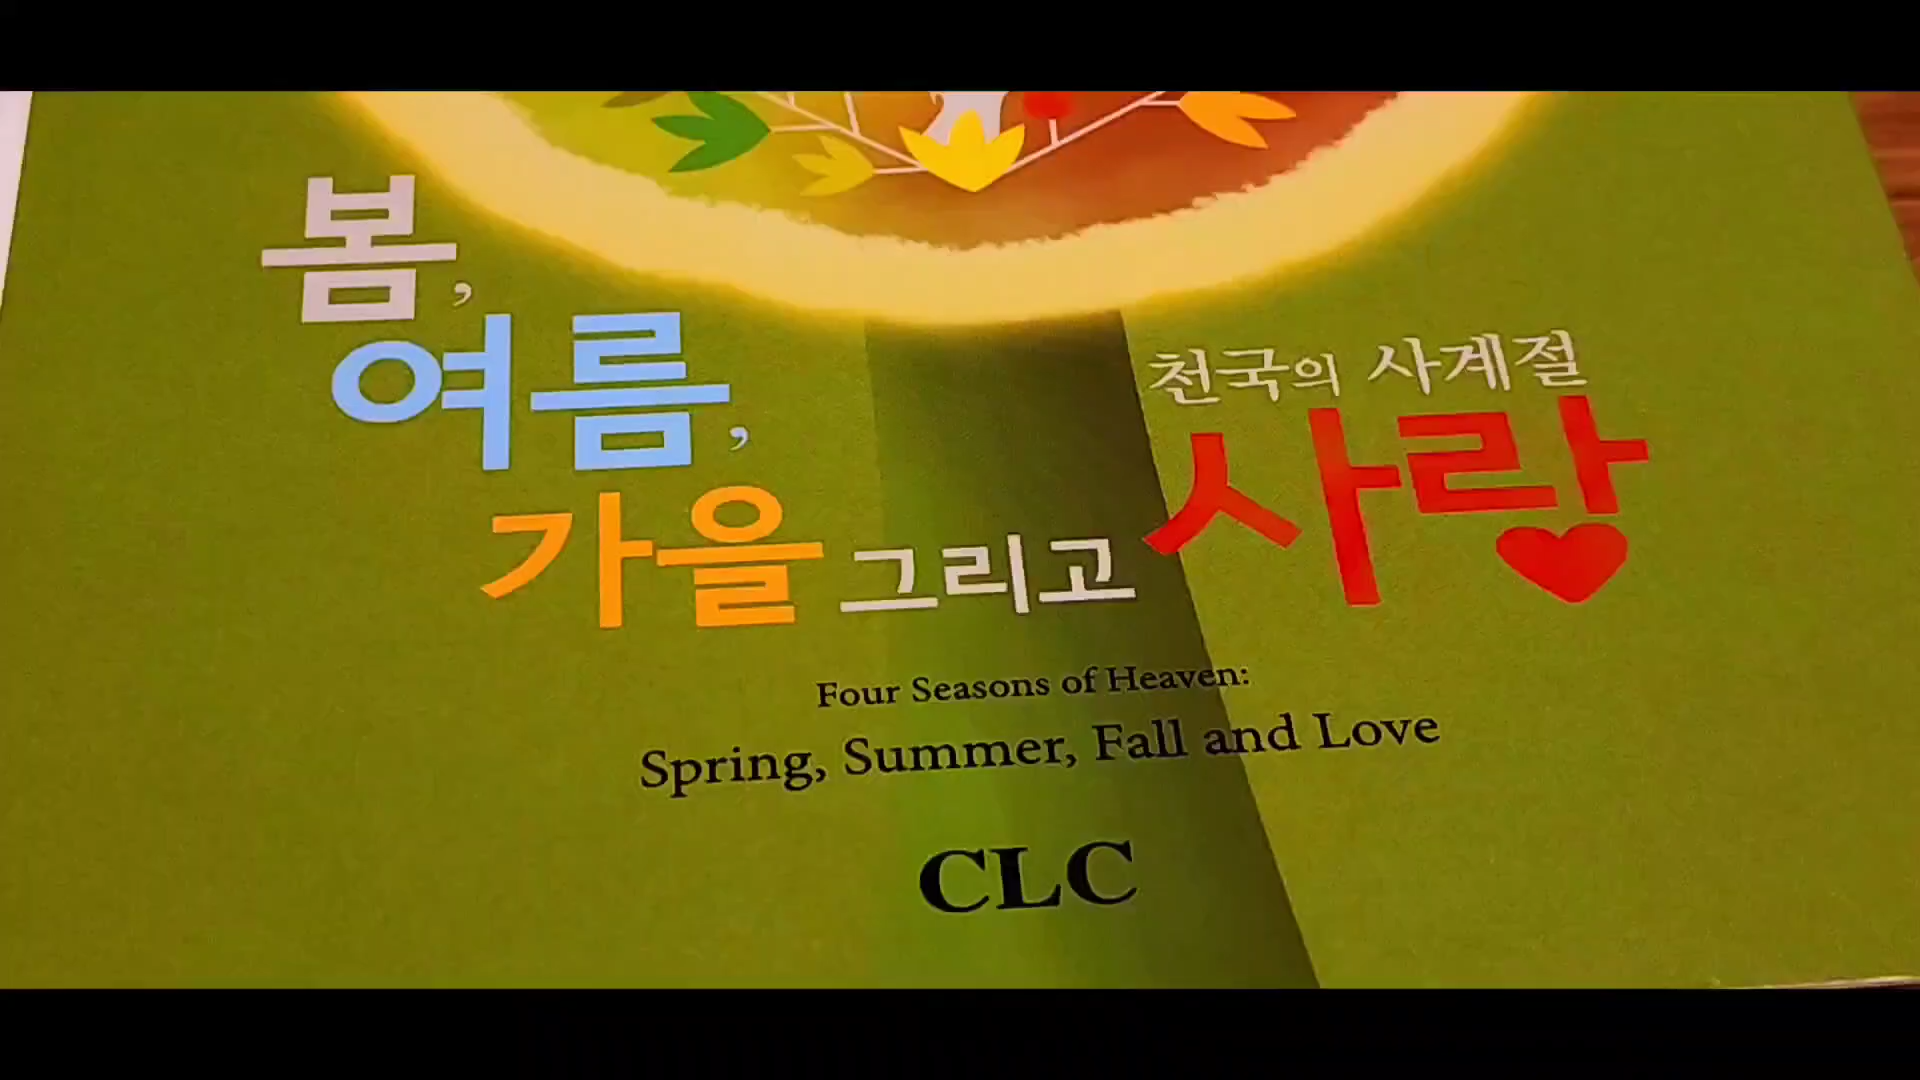 봄,
여름,
가을 그리고
천국의 사계절
사랑
Four Seasons of Heaven:
Spring, Summer, Fall and Love
CLC